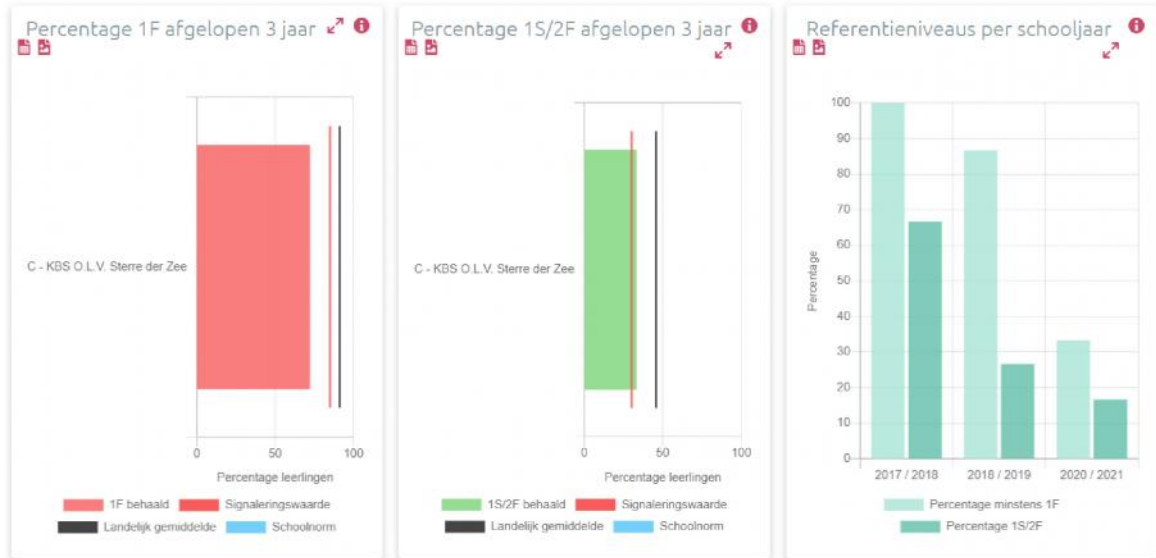 Percentage 1F afgelopen 3 jaar
C - KBS O.L.V. Sterre der Zee
0 50 100
Percentage leerlingen
1F behaald Signaleringswaarde
Landelijk gemiddelde Schoolnorm
Percentage 1S/2F afgelopen 3 jaar
C - KBS O.L.V. Sterre der Zee
0 50 100
Percentage leerlingen
1S/2F behaald Signaleringswaarde
Landelijk gemiddelde Schoolnorm
Referentieniveaus per schooljaar
100
90
80
70
60
50
40
30
20
10
0
Percentage
2017 / 2018 2018 / 2019 2020 / 2021
Percentage minstens 1F
Percentage 1S/2F